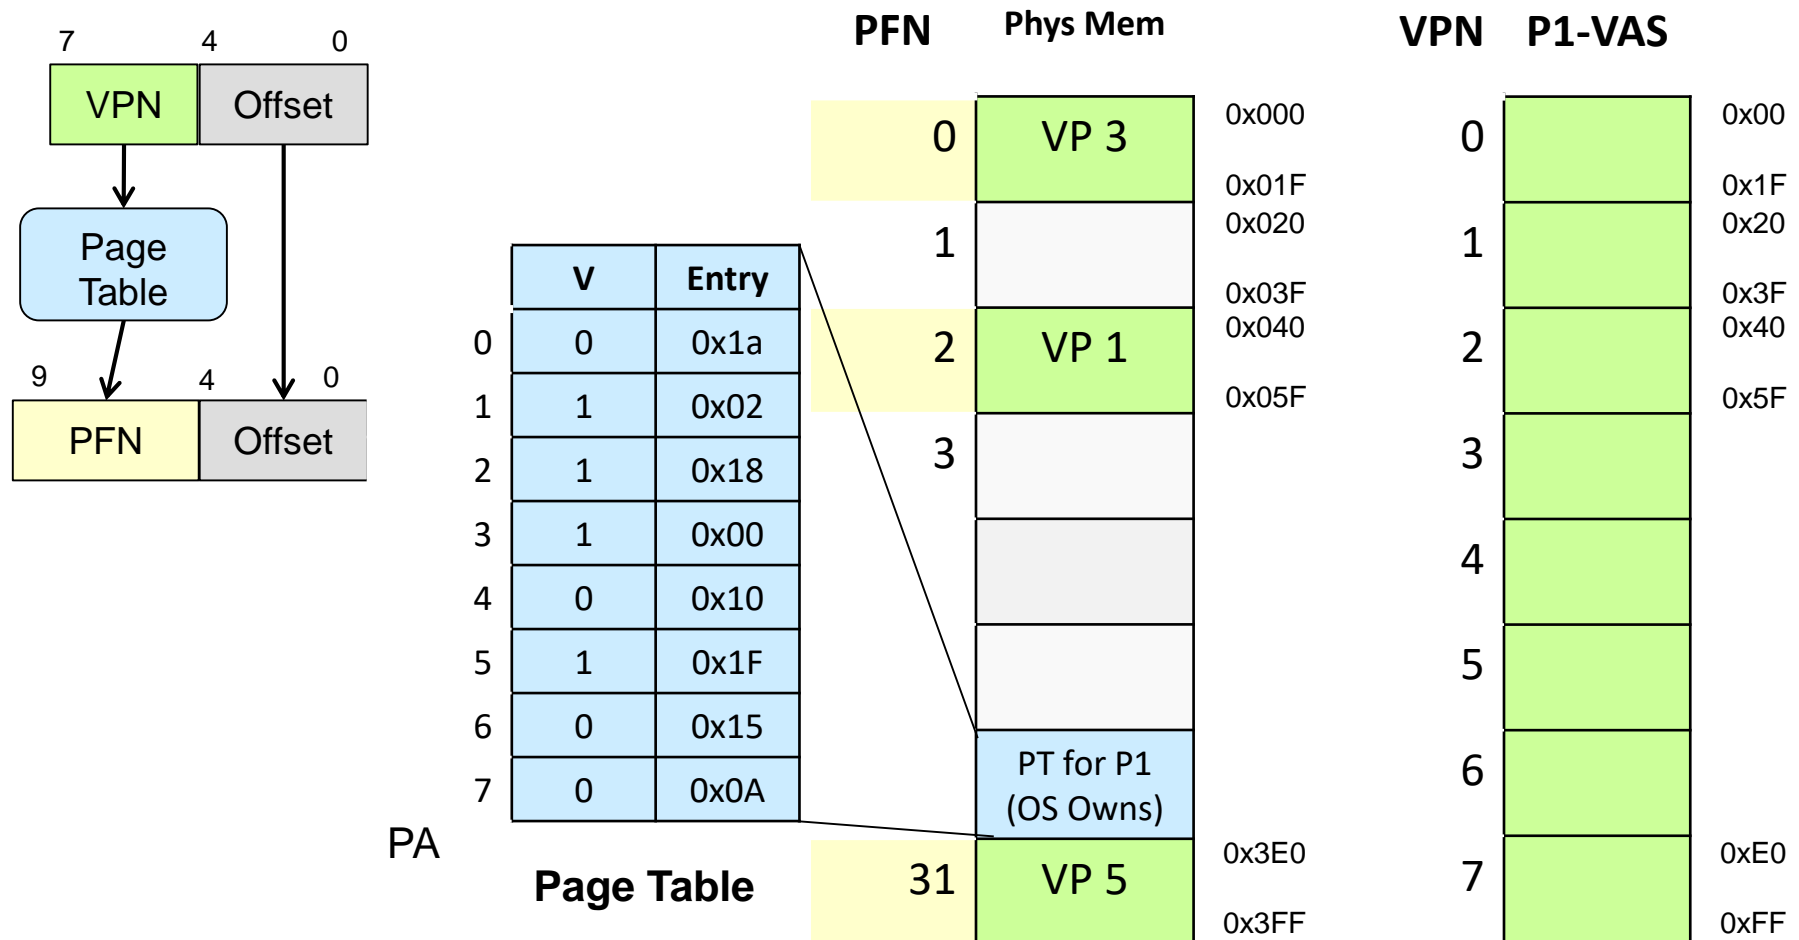 7 4 0
VPN Offset
Page
Table
9 4 0
PFN Offset
V Entry
0 0 0x1a
1 1 0x02
2 1 0x18
3 1 0x00
4 0 0x10
5 1 0x1F
6 0 0x15
7 0 0x0A
PA
Page Table
PFN Phys Mem
0 VP 3 0x000
0x01F
1 0x020
0x03F
2 VP 1 0x040
0x05F
3
PT for P1
(OS Owns)
31 VP 5 0x3E0
0x3FF
VPN P1-VAS
0 0x00
0x1F
1 0x20
0x3F
2 0x40
0x5F
3
4
5
6
7 0xE0
0xFF